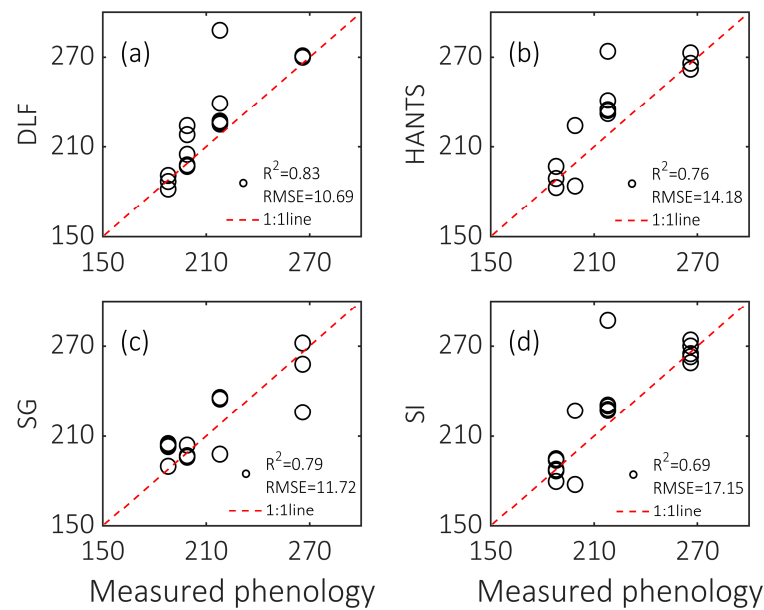 (a)
DLF
270
210
150
R²=0.83
RMSE=10.69
1:1line
150 210 270
(b)
HANTS
270
210
150
R²=0.76
RMSE=14.18
1:1line
150 210 270
(c)
SG
270
210
150
R²=0.79
RMSE=11.72
1:1line
150 210 270
Measured phenology
(d)
SI
270
210
150
R²=0.69
RMSE=17.15
1:1line
150 210 270
Measured phenology